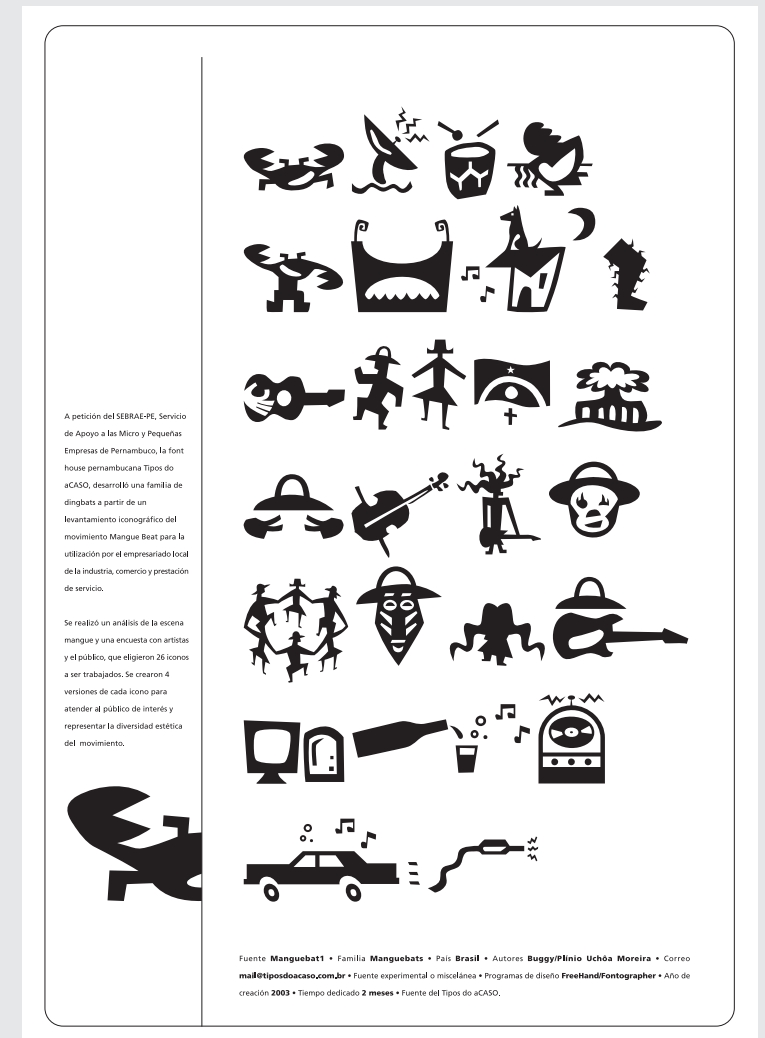 A petición del SEBRAE-PE, Servicio
de Apoyo a las Micro y Pequeñas
Empresas de Pernambuco, la font
house pernambucana Tipos do
aCASO, desarrolló una familia de
dingbats a partir de un
levantamiento iconográfico del
movimiento Mangue Beat para la
utilización por el empresariado local
de la industria, comercio y prestación
de servicio.
Se realizó un análisis de la escena
mangue y una encuesta con artistas
y el público, que eligieron 26 iconos
a ser trabajados. Se crearon 4
versiones de cada icono para
atender al público de interés y
representar la diversidad estética
del movimiento.
Fuente Manguebat1 • Familia Manguebats • País Brasil • Autores Buggy/Plínio Uchôa Moreira • Correo
mail@tiposdoacaso.com.br • Fuente experimental o miscelánea • Programas de diseño FreeHand/Fontographer • Año de
creación 2003 • Tiempo dedicado 2 meses • Fuente del Tipos do aCASO.